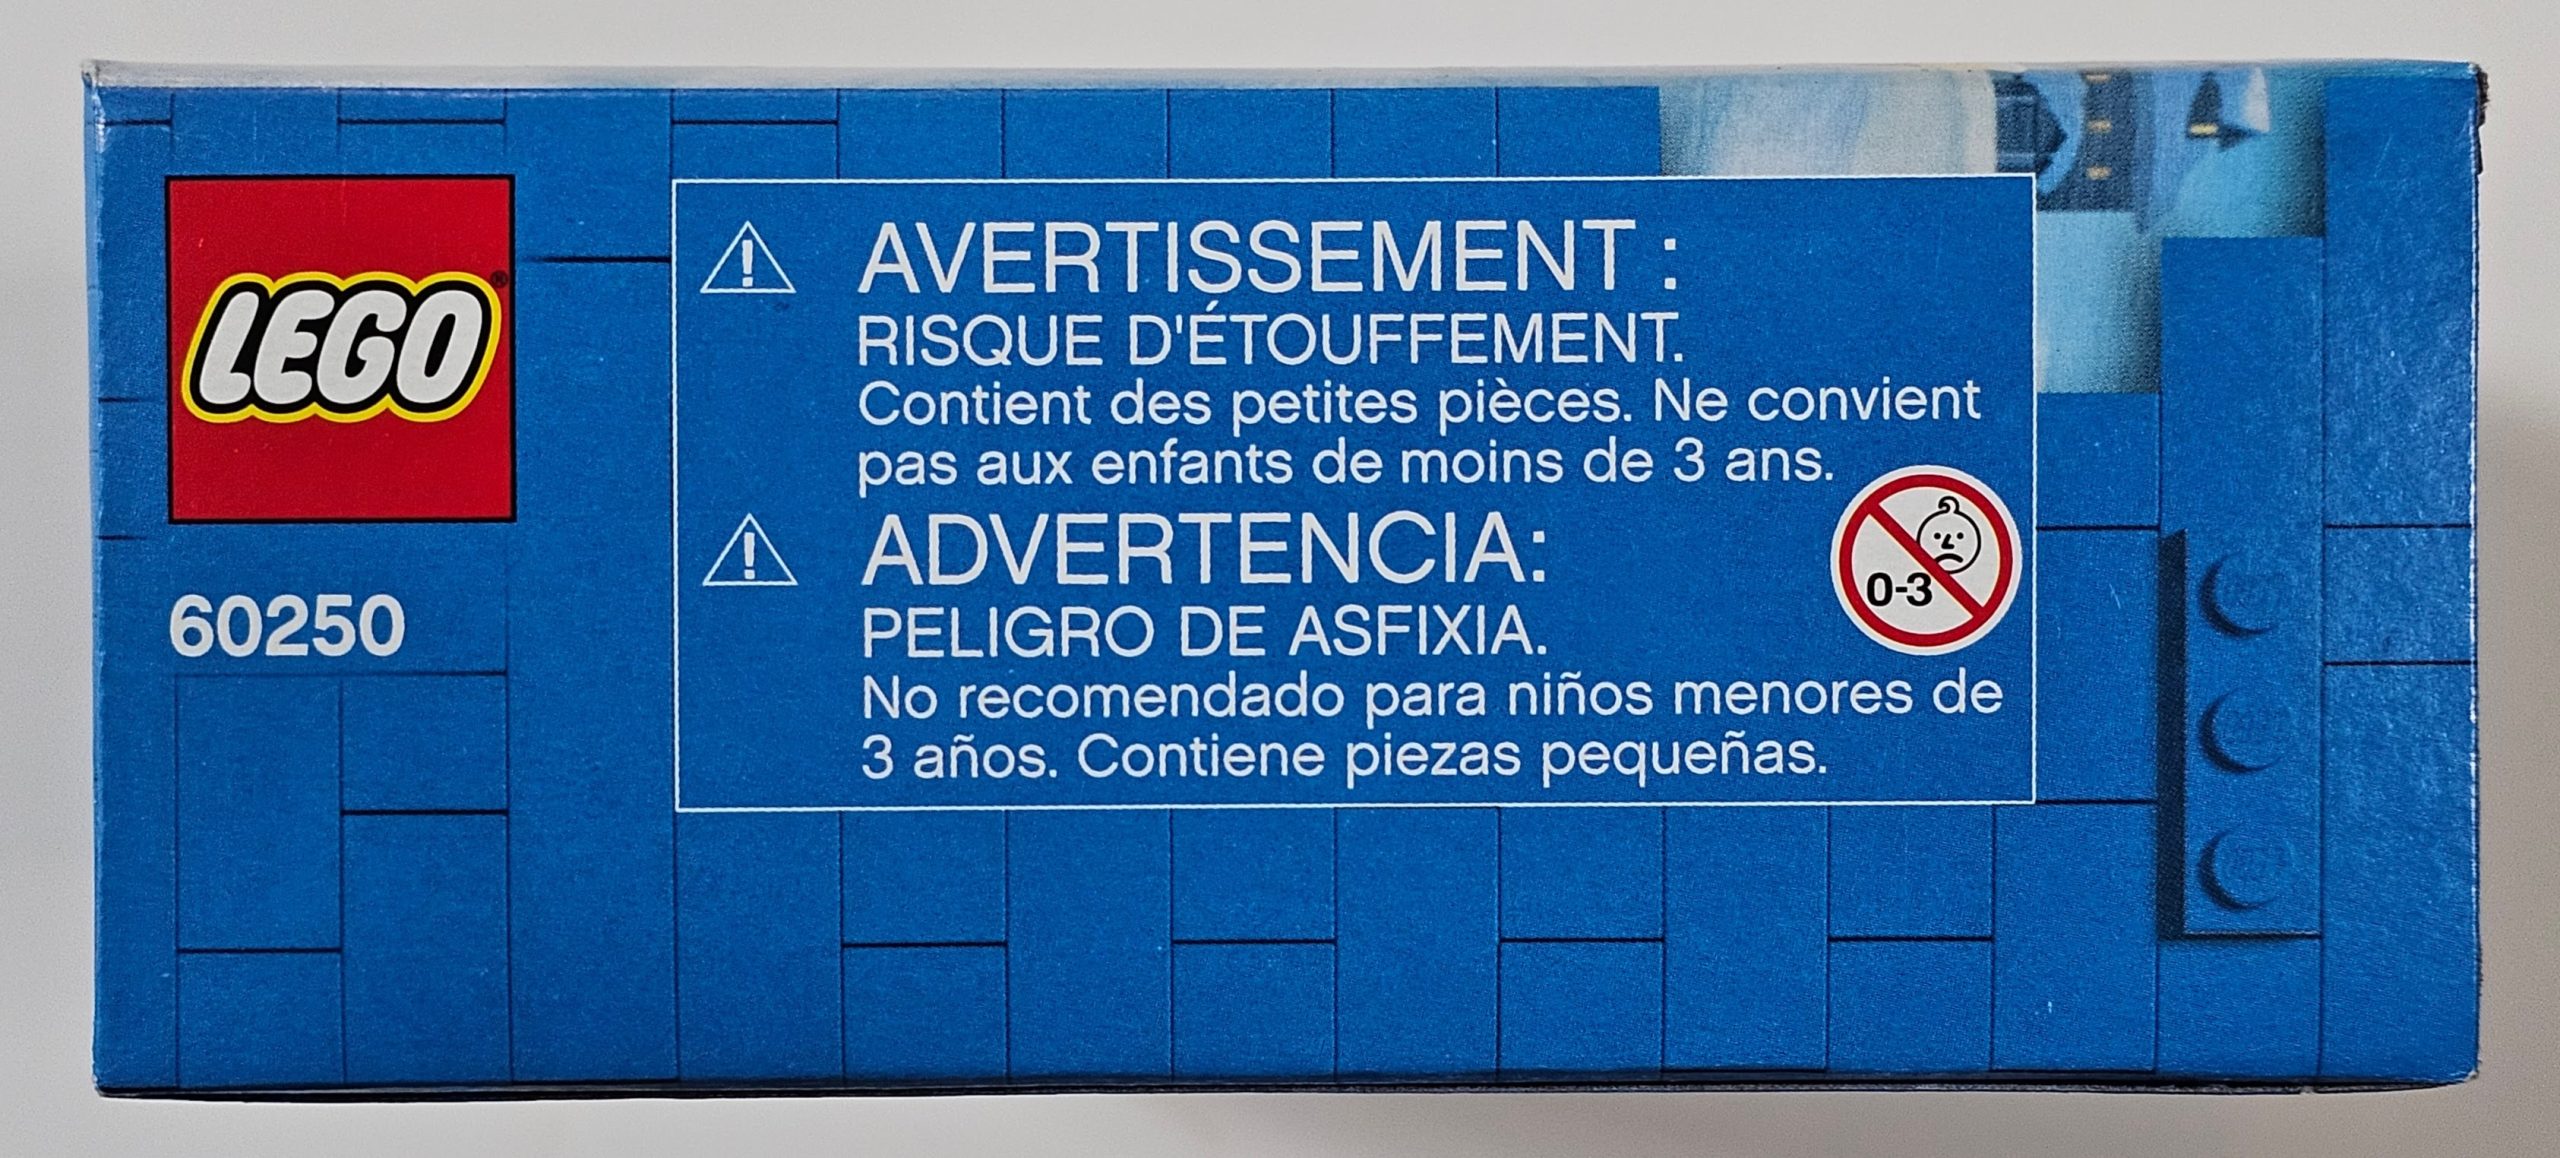 LEGO®
60250
AVERTISSEMENT :
RISQUE D'ÉTOUFFEMENT.
Contient des petites pièces. Ne convient
pas aux enfants de moins de 3 ans.
ADVERTENCIA:
PELIGRO DE ASFIXIA.
No recomendado para niños menores de
3 años. Contiene piezas pequeñas.
0-3